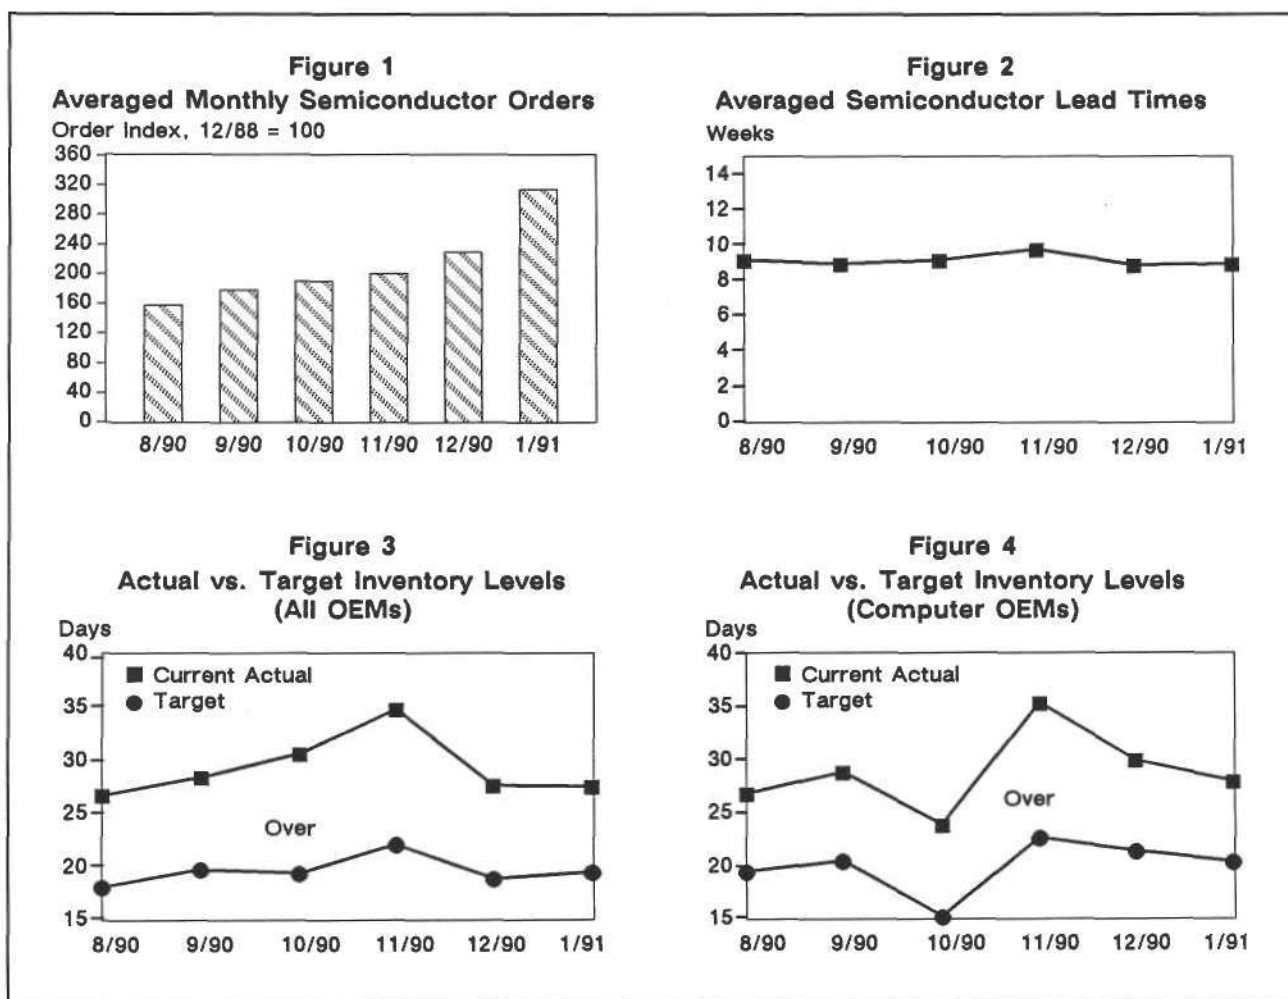 Figure 1
Averaged Monthly Semiconductor Orders
Order Index, 12/88 = 100
360
320
280
240
200
160
120
80
40
0
8/90 9/90 10/90 11/90 12/90 1/91
Figure 2
Averaged Semiconductor Lead Times
Weeks
14
12
10
8
6
4
2
0
8/90 9/90 10/90 11/90 12/90 1/91
Figure 3
Actual vs. Target Inventory Levels
(All OEMs)
Days
40
35
30
25
20
15
Current Actual
Target
Over
8/90 9/90 10/90 11/90 12/90 1/91
Figure 4
Actual vs. Target Inventory Levels
(Computer OEMs)
Days
40
35
30
25
20
15
Current Actual
Target
Over
8/90 9/90 10/90 11/90 12/90 1/91